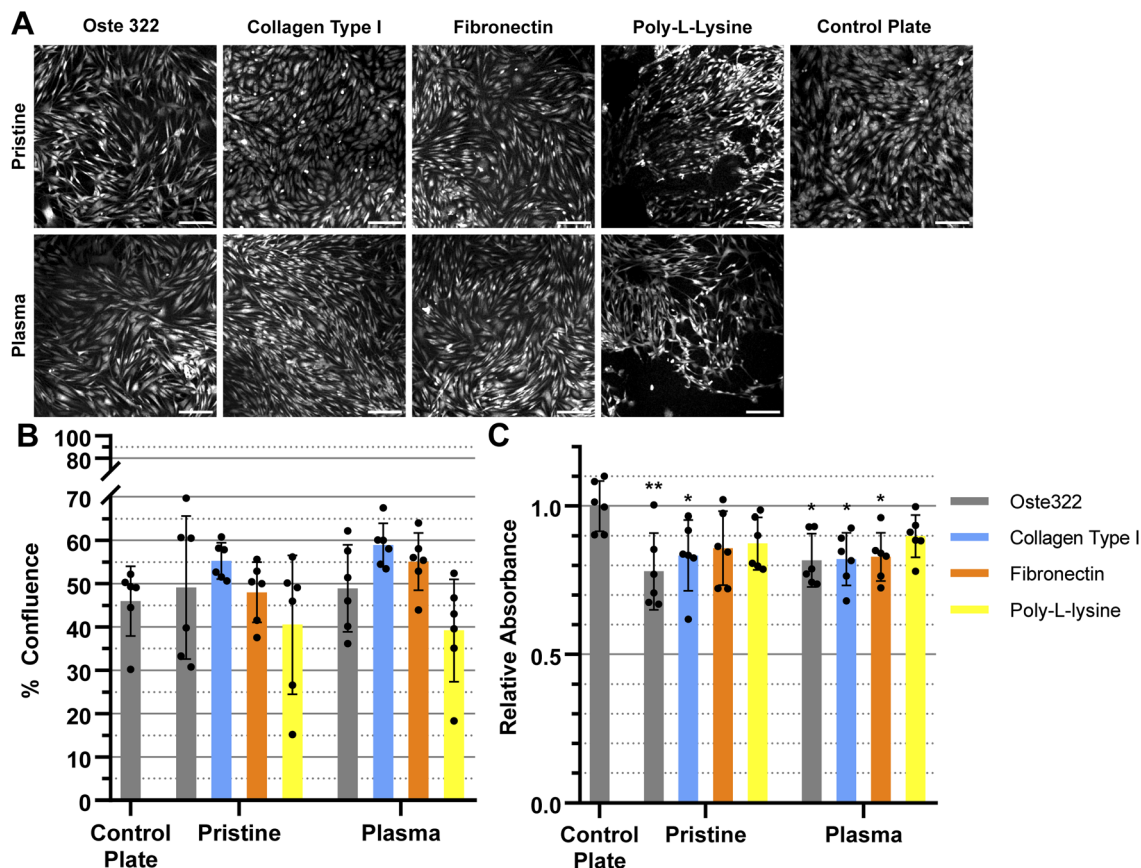 A
Oste 322
Collagen Type I
Fibronectin
Poly-L-Lysine
Control Plate
Pristine
Plasma
B
% Confluence
100
80
70
60
50
40
30
20
10
0
Control
Plate
Pristine
Plasma
C
Relative Absorbance
1.0
0.5
0.0
**
*
*
*
*
Control
Plate
Pristine
Plasma
Oste322
Collagen Type I
Fibronectin
Poly-L-lysine